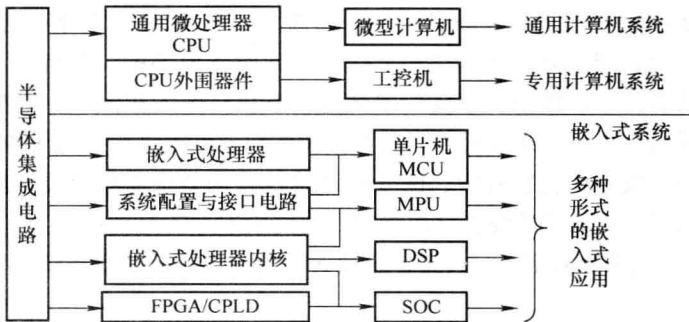 半导体集成电路
通用微处理器
CPU
微型计算机
通用计算机系统
CPU外围器件
工控机
专用计算机系统
嵌入式系统
嵌入式处理器
单片机
MCU
系统配置与接口电路
MPU
嵌入式处理器内核
DSP
FPGA/CPLD
SOC
多种
形式
的嵌
入式
应用